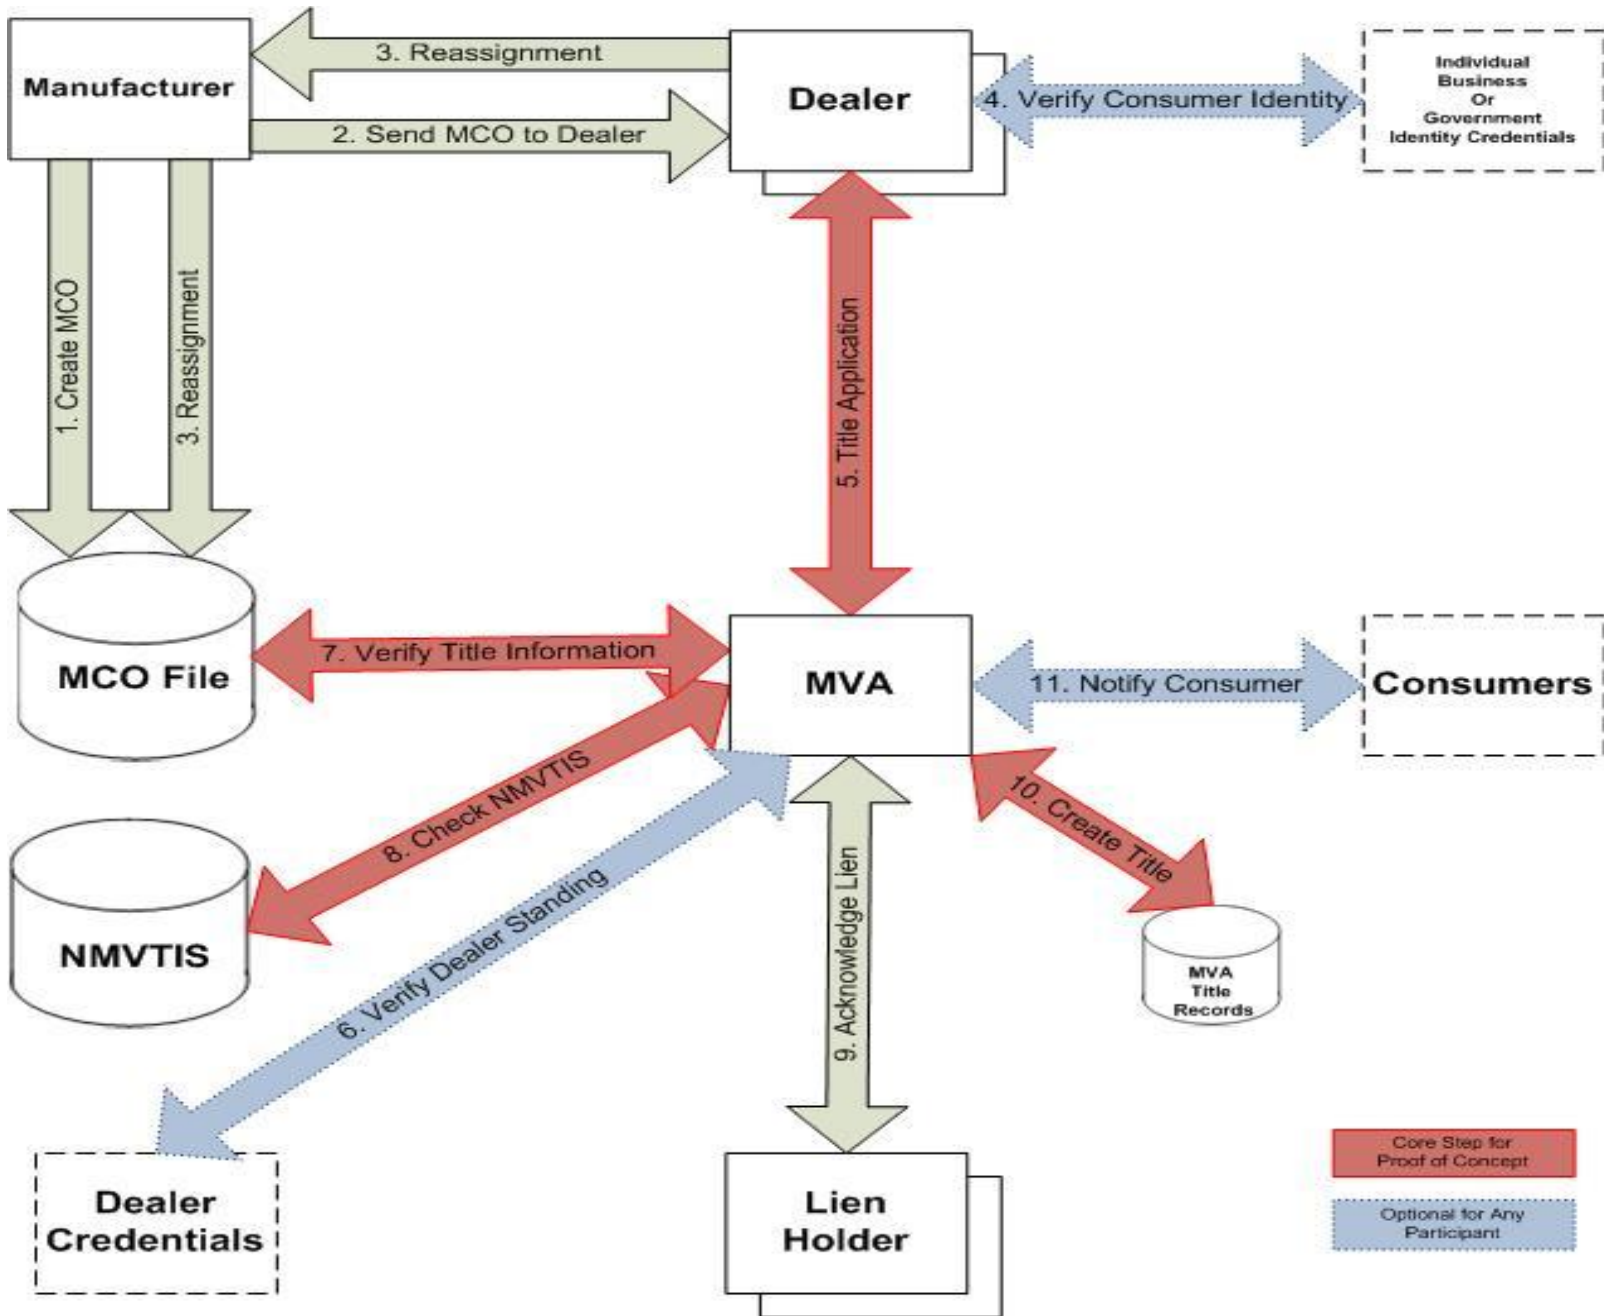 Manufacturer
3. Reassignment
2. Send MCO to Dealer
Dealer
4. Verify Consumer Identity
Individual
Business
Or
Government
Identity Credentials
1. Create MCO
3. Reassignment
5. Title Application
MCO File
7. Verify Title Information
MVA
11. Notify Consumer
Consumers
8. Check NMVTIS
10. Create Title
NMVTIS
6. Verify Dealer Standing
9. Acknowledge Lien
MVA
Title
Records
Dealer
Credentials
Lien
Holder
Core Step for
Proof of Concept
Optional for Any
Participant